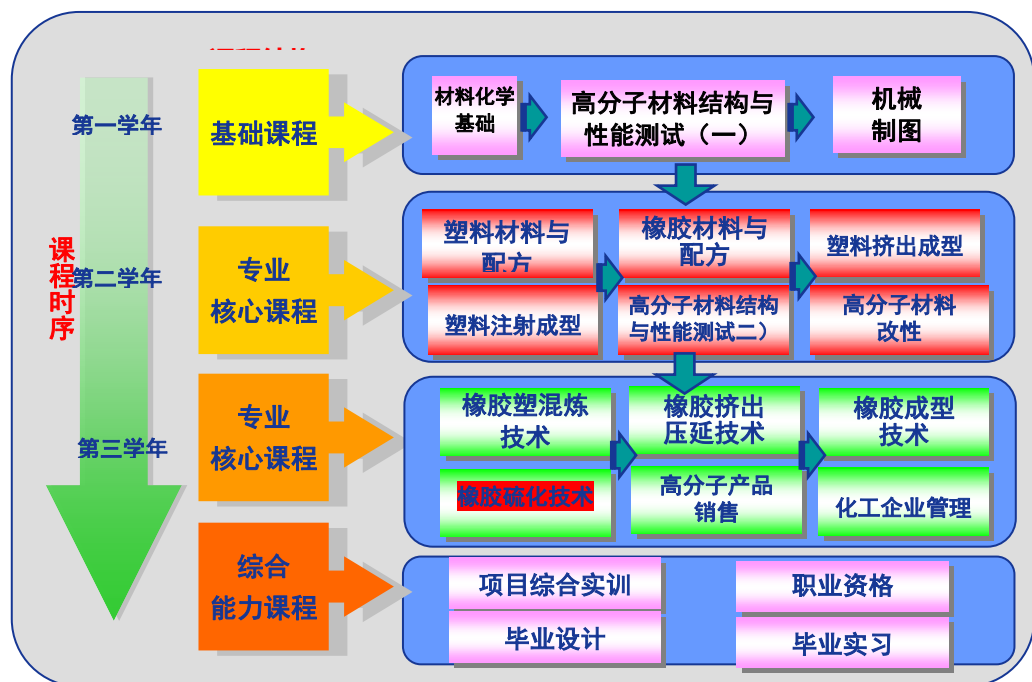 第一学年
第二学年
第三学年
课程时序
基础课程
专业
核心课程
专业
核心课程
综合
能力课程
材料化学
基础
高分子材料结构与
性能测试（一）
机械
制图
塑料材料与
配方
橡胶材料与
配方
塑料挤出成型
塑料注射成型
高分子材料结构
与性能测试二）
高分子材料
改性
橡胶塑混炼
技术
橡胶挤出
压延技术
橡胶成型
技术
橡胶硫化技术
高分子产品
销售
化工企业管理
项目综合实训
职业资格
毕业设计
毕业实习